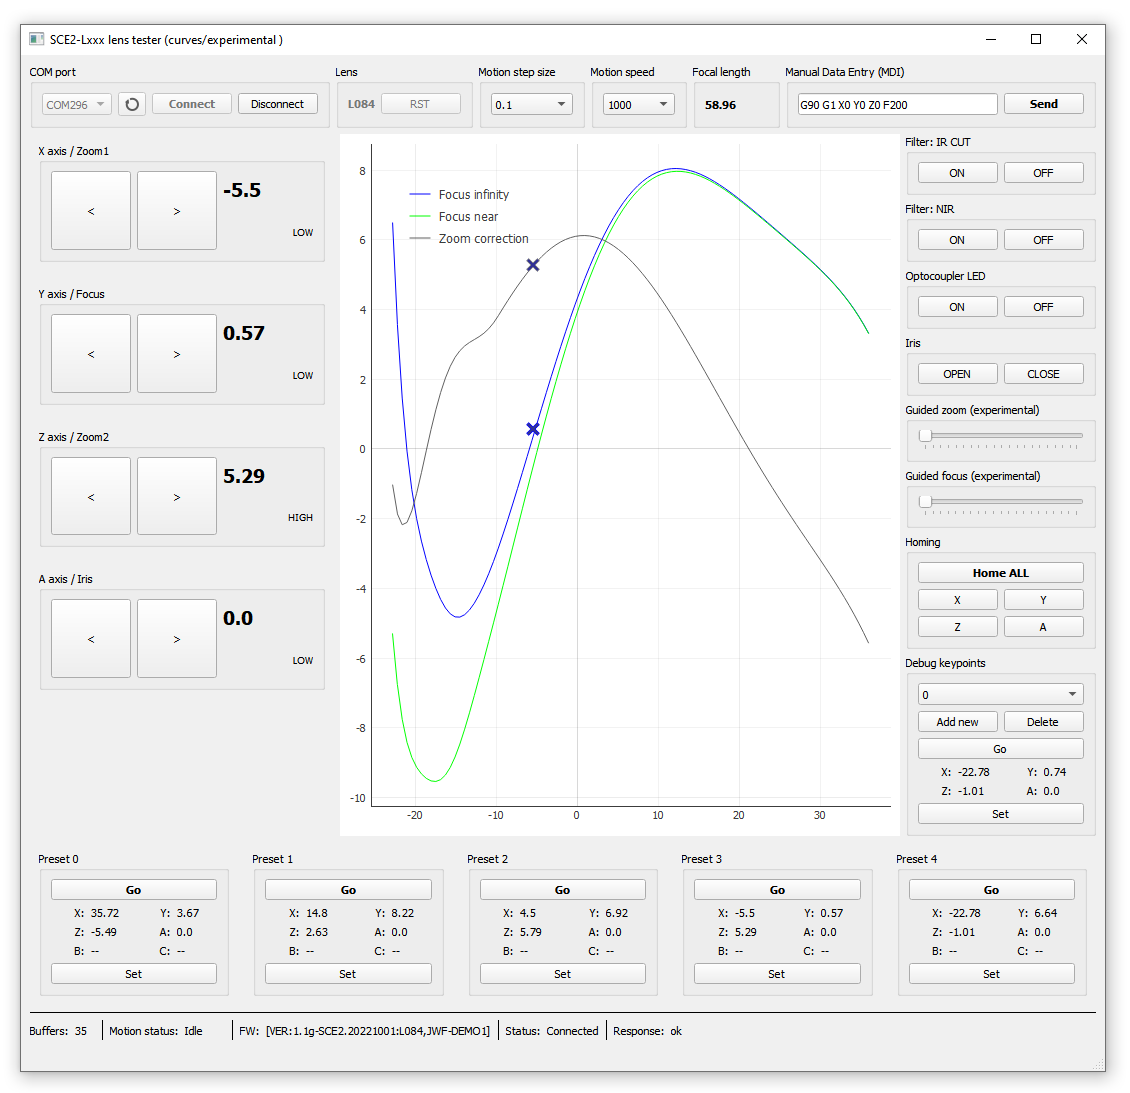 SCE2-Lxxx lens tester (curves/experimental )
COM port
COM296
Connect
Disconnect
Lens
L084
RST
Motion step size
0.1
Motion speed
1000
Focal length
58.96
Manual Data Entry (MDI)
G90 G1 X0 Y0 Z0 F200
Send
X axis / Zoom1
<
>
-5.5
LOW
Y axis / Focus
<
>
0.57
LOW
Z axis / Zoom2
<
>
5.29
HIGH
A axis / Iris
<
>
0.0
LOW
Focus infinity
Focus near
Zoom correction
8
6
4
2
0
-2
-4
-6
-8
-10
-20
-10
0
10
20
30
Filter: IR CUT
ON
OFF
Filter: NIR
ON
OFF
Optocoupler LED
ON
OFF
Iris
OPEN
CLOSE
Guided zoom (experimental)
Guided focus (experimental)
Homing
Home ALL
X
Y
Z
A
Debug keypoints
0
Add new
Delete
Go
X: -22.78
Y: 0.74
Z: -1.01
A: 0.0
Set
Preset 0
Go
X: 35.72
Y: 3.67
Z: -5.49
A: 0.0
B: --
C: --
Set
Preset 1
Go
X: 14.8
Y: 8.22
Z: 2.63
A: 0.0
B: --
C: --
Set
Preset 2
Go
X: 4.5
Y: 6.92
Z: 5.79
A: 0.0
B: --
C: --
Set
Preset 3
Go
X: -5.5
Y: 0.57
Z: 5.29
A: 0.0
B: --
C: --
Set
Preset 4
Go
X: -22.78
Y: 6.64
Z: -1.01
A: 0.0
B: --
C: --
Set
Buffers: 35
Motion status: Idle
FW: [VER:1.1g-SCE2.20221001:L084,JWF-DEMO1]
Status: Connected
Response: ok